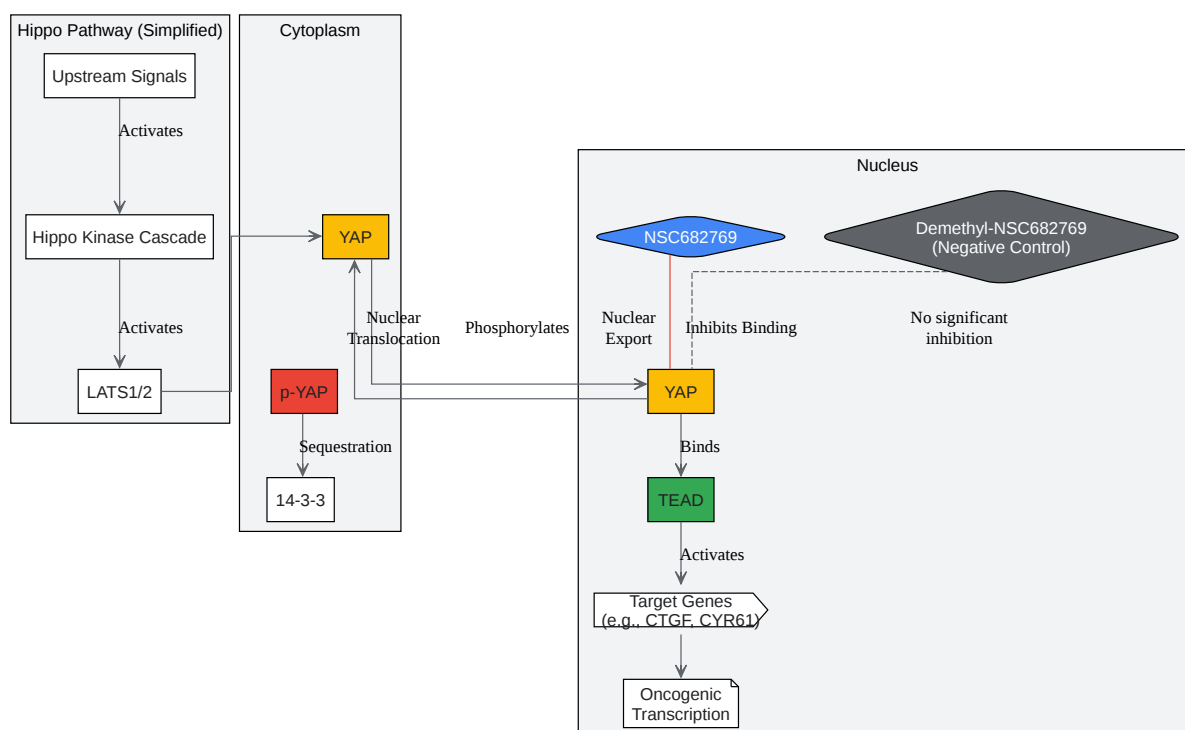 Hippo Pathway (Simplified)
Upstream Signals
Activates
Hippo Kinase Cascade
Activates
LATS1/2
Cytoplasm
YAP
Nuclear
Translocation
p-YAP
Sequestration
14-3-3
Phosphorylates
Nucleus
NSC682769
Demethyl-NSC682769
(Negative Control)
Nuclear
Export
Inhibits Binding
No significant
inhibition
YAP
Binds
TEAD
Activates
Target Genes
(e.g., CTGF, CYR61)
Oncogenic
Transcription